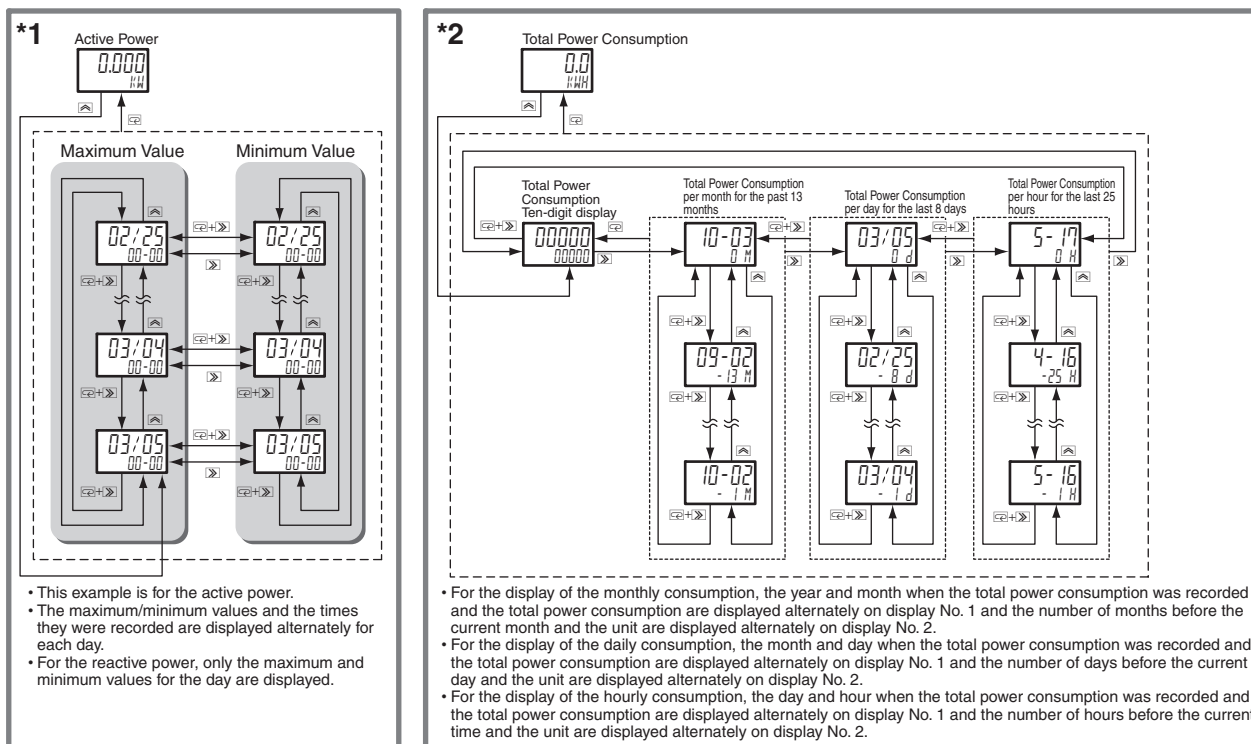 *1
Active Power
0.000
kW
Maximum Value
Minimum Value
02/25
00-00
02/25
00-00
+
+
+
03/04
00-00
03/04
00-00
+
+
+
03/05
00-00
03/05
00-00
+
+
+
• This example is for the active power.
• The maximum/minimum values and the times
they were recorded are displayed alternately for
each day.
• For the reactive power, only the maximum and
minimum values for the day are displayed.
*2
Total Power Consumption
0.0
kWH
Total Power
Consumption
Ten-digit display
Total Power Consumption
per month for the past 13
months
Total Power Consumption
per day for the last 8 days
Total Power Consumption
per hour for the last 25
hours
+
+
+
00000
00000
10-03
0 M
03/05
0 d
5-17
0 H
+
+
+
09-02
-13 M
02/25
- 8 d
4-16
-25 H
+
+
+
10-02
- 1 M
03/04
- 1 d
5-16
- 1 H
+
+
+
• For the display of the monthly consumption, the year and month when the total power consumption was recorded
and the total power consumption are displayed alternately on display No. 1 and the number of months before the
current month and the unit are displayed alternately on display No. 2.
• For the display of the daily consumption, the month and day when the total power consumption was recorded and
the total power consumption are displayed alternately on display No. 1 and the number of days before the current
day and the unit are displayed alternately on display No. 2.
• For the display of the hourly consumption, the day and hour when the total power consumption was recorded and
the total power consumption are displayed alternately on display No. 1 and the number of hours before the current
time and the unit are displayed alternately on display No. 2.